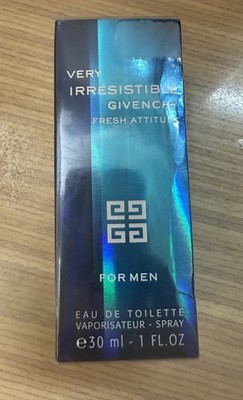 VERY
IRRÉSISTIBLE
GIVENCHY
FRESH ATTITUDE
FOR MEN
EAU DE TOILETTE
VAPORISATEUR - SPRAY
℮30 ml - 1 FL.OZ